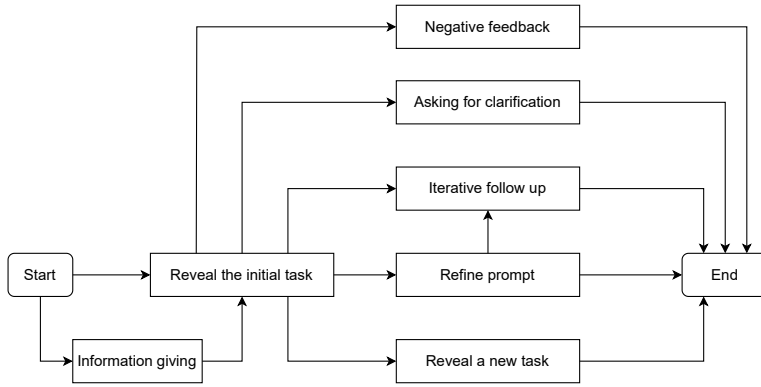 Negative feedback
Asking for clarification
Iterative follow up
Start
Reveal the initial task
Refine prompt
End
Information giving
Reveal a new task